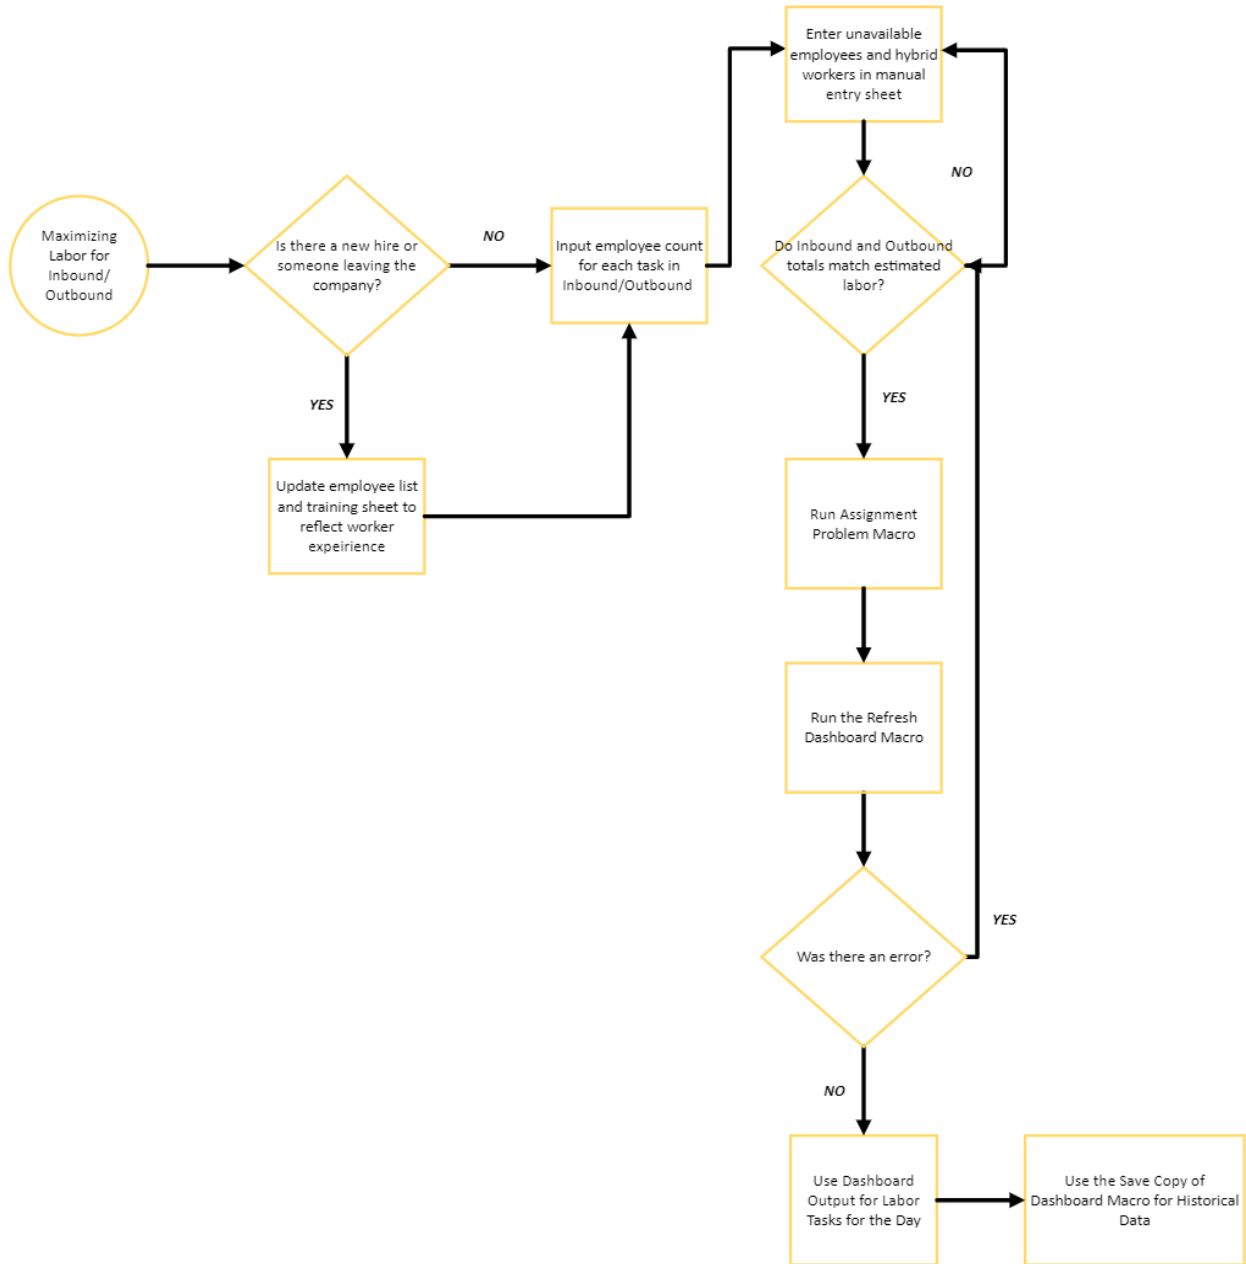 Enter unavailable
employees and hybrid
workers in manual
entry sheet
NO
Maximizing
Labor for
Inbound/
Outbound
Is there a new hire or
someone leaving the
company?
NO
Input employee count
for each task in
Inbound/Outbound
Do Inbound and Outbound
totals match estimated
labor?
YES
YES
Update employee list
and training sheet to
reflect worker
expeirience
Run Assignment
Problem Macro
Run the Refresh
Dashboard Macro
Was there an error?
YES
NO
Use Dashboard
Output for Labor
Tasks for the Day
Use the Save Copy of
Dashboard Macro for Historical
Data